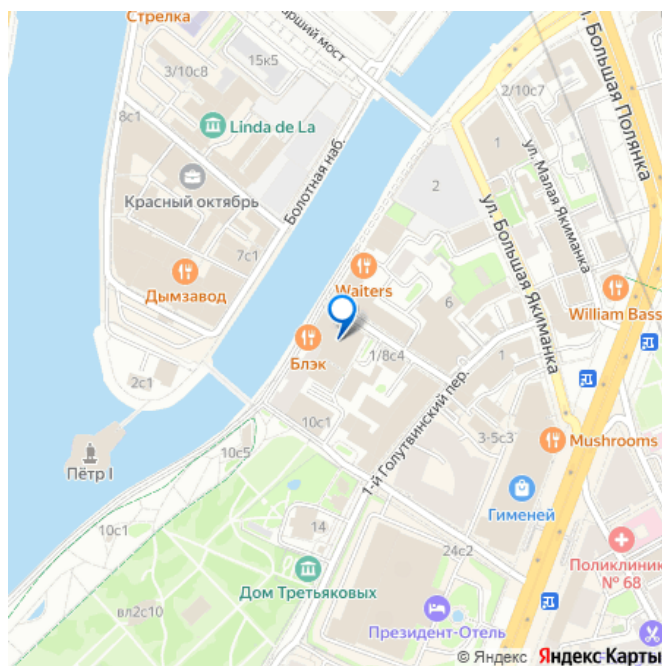 Стрелка
3/10с8
15к5
арший мост
2/10с7
ул. Большая Полянка
8с1
Linda de La
1
ул. Малая Якиманка
Болотная наб.
2
Красный октябрь
ул. Большая Якиманка
7с1
Дымзавод
Waiters
6
William Bass
Блэк
1/8с4
1
2с1
1-й Голутвинский пер.
10с1
3-5с3
Mushrooms
10с5
Пётр I
Гименей
10с1
14
24с2
Поликлиник
№ 68
Дом Третьяковых
вл2с10
Президент-Отель
© Яндекс Яндекс Карты